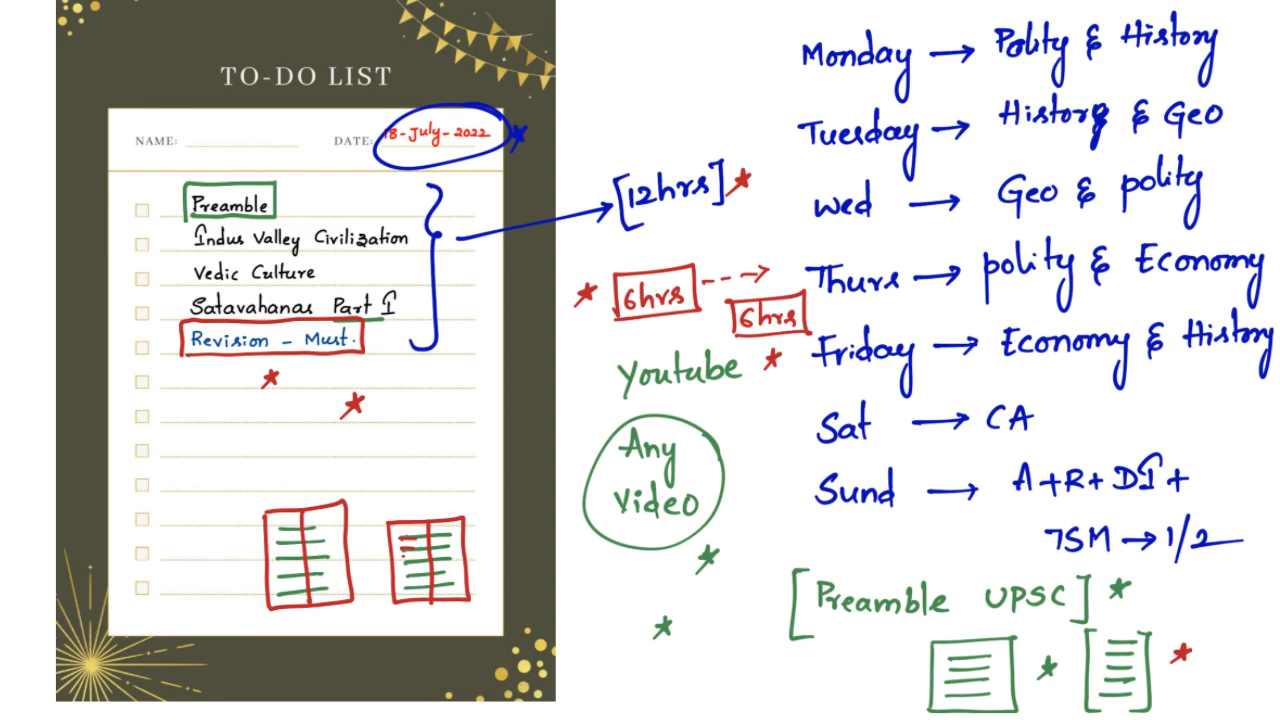 TO-DO LIST
NAME:
DATE: 18-July-2022
Preamble
Indus Valley Civilization
Vedic Culture
Satavahanas Part I
Revision - Must.
[12hrs]
6hrs
6hrs
Youtube
Any
Video
Monday → Polity & History
Tuesday → History & Geo
Wed → Geo & polity
Thurs → polity & Economy
Friday → Economy & History
Sat → CA
Sund → A+R+DI+
7SM → 1/2
[Preamble UPSC]